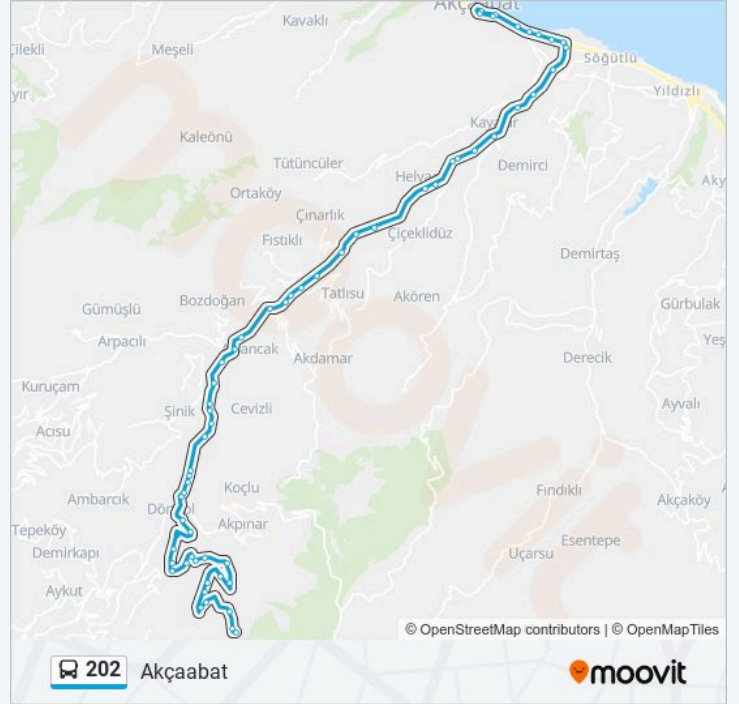 Akçaabat
Kavaklı
Meşeli
Söğütlü
Yıldızlı
Kaleönü
Tütüncüler
Demirci
Ortaköy
Çınarlık
Çiçeklidüz
Fıstıklı
Demirtaş
Tatlısu
Akören
Bozdoğan
Gümüşlü
Gürbulak
Arpacılı
Akdamar
Derecik
Kuruçam
Şinik
Cevizli
Ayvalı
Acısu
Koçlu
Fındıklı
Ambarcık
Akçaköy
Akpınar
Tepeköy
Demirkapı
Uçarsu
Esentepe
Aykut
© OpenStreetMap contributors | © OpenMapTiles
202 Akçaabat
moovit